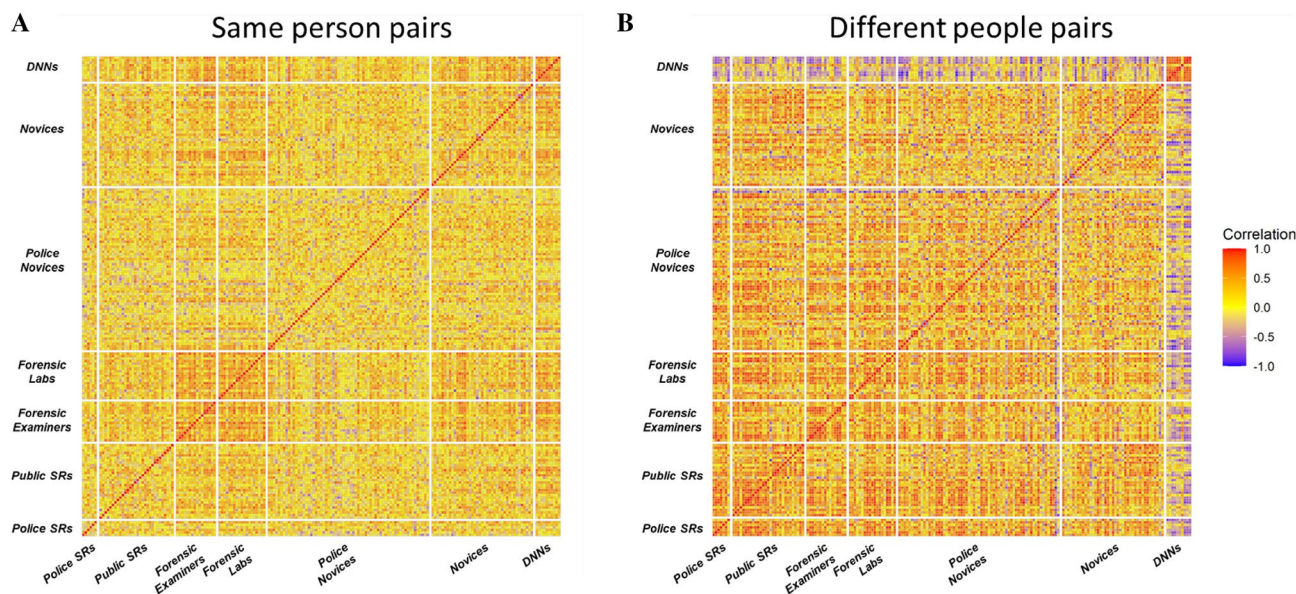 A
Same person pairs
DNNs
Novices
Police
Novices
Forensic
Labs
Forensic
Examiners
Public SRs
Police SRs
Police SRs
Public SRs
Forensic
Examiners
Forensic
Labs
Police
Novices
Novices
DNNs
B
Different people pairs
DNNs
Novices
Police
Novices
Forensic
Labs
Forensic
Examiners
Public SRs
Police SRs
Police SRs
Public SRs
Forensic
Examiners
Forensic
Labs
Police
Novices
Novices
DNNs
Correlation
1.0
0.5
0.0
-0.5
-1.0